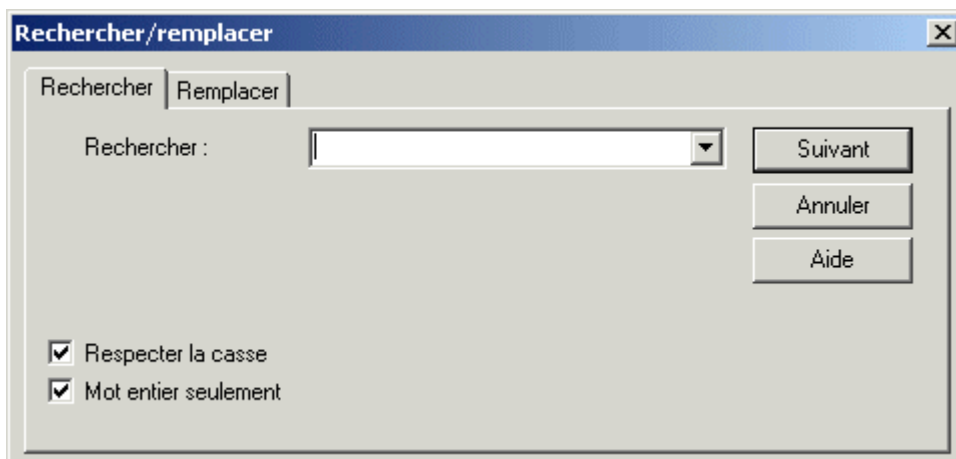 Rechercher/remplacer
Rechercher Remplacer
Rechercher : Suivant
Annuler
Aide
Respecter la casse
Mot entier seulement